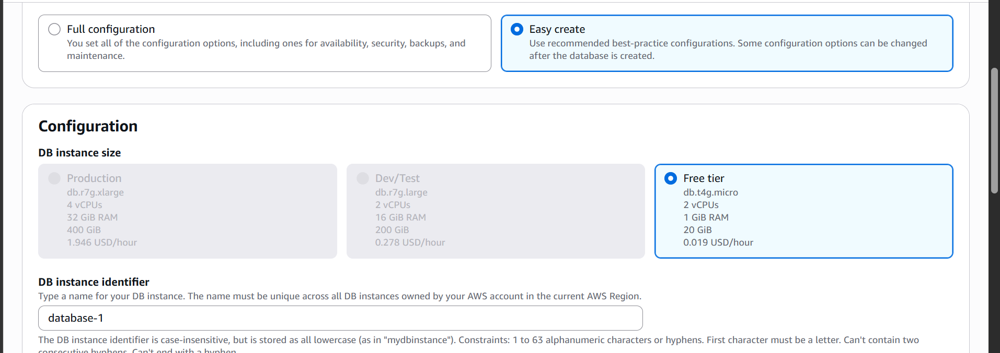 Full configuration
You set all of the configuration options, including ones for availability, security, backups, and
maintenance.
Easy create
Use recommended best-practice configurations. Some configuration options can be changed
after the database is created.
Configuration
DB instance size
Production
db.r7g.xlarge
4 vCPUs
32 GiB RAM
400 GiB
1.946 USD/hour
Dev/Test
db.r7g.large
2 vCPUs
16 GiB RAM
200 GiB
0.278 USD/hour
Free tier
db.t4g.micro
2 vCPUs
1 GiB RAM
20 GiB
0.019 USD/hour
DB instance identifier
Type a name for your DB instance. The name must be unique across all DB instances owned by your AWS account in the current AWS Region.
database-1
The DB instance identifier is case-insensitive, but is stored as all lowercase (as in "mydbinstance"). Constraints: 1 to 63 alphanumeric characters or hyphens. First character must be a letter. Can't contain two
consecutive hyphens. Can't end with a hyphen.